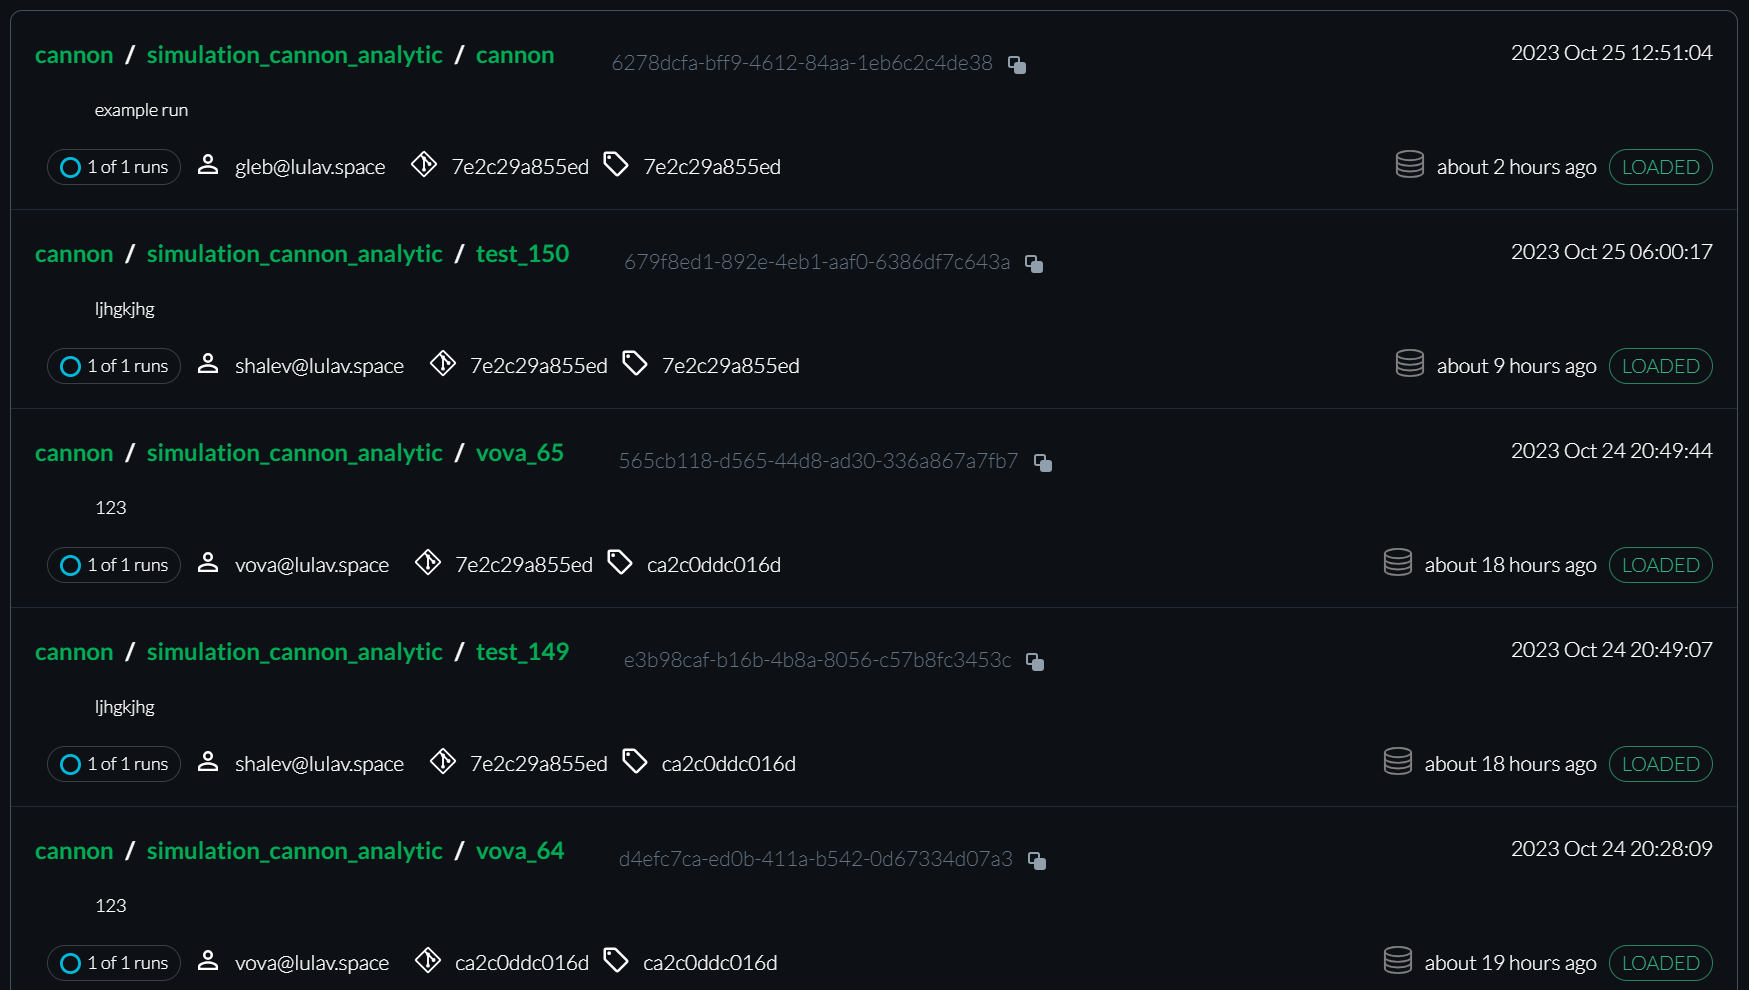 cannon / simulation_cannon_analytic / cannon 6278dcfa-bff9-4612-84aa-1eb6c2c4de38 2023 Oct 25 12:51:04
example run
1 of 1 runs gleb@lulav.space 7e2c29a855ed 7e2c29a855ed about 2 hours ago LOADED
cannon / simulation_cannon_analytic / test_150 679f8ed1-892e-4eb1-aaf0-6386df7c643a 2023 Oct 25 06:00:17
ljhgkjhg
1 of 1 runs shalev@lulav.space 7e2c29a855ed 7e2c29a855ed about 9 hours ago LOADED
cannon / simulation_cannon_analytic / vova_65 565cb118-d565-44d8-ad30-336a867a7fb7 2023 Oct 24 20:49:44
123
1 of 1 runs vova@lulav.space 7e2c29a855ed ca2c0ddc016d about 18 hours ago LOADED
cannon / simulation_cannon_analytic / test_149 e3b98caf-b16b-4b8a-8056-c57b8fc3453c 2023 Oct 24 20:49:07
ljhgkjhg
1 of 1 runs shalev@lulav.space 7e2c29a855ed ca2c0ddc016d about 18 hours ago LOADED
cannon / simulation_cannon_analytic / vova_64 d4efc7ca-ed0b-411a-b542-0d67334d07a3 2023 Oct 24 20:28:09
123
1 of 1 runs vova@lulav.space ca2c0ddc016d ca2c0ddc016d about 19 hours ago LOADED